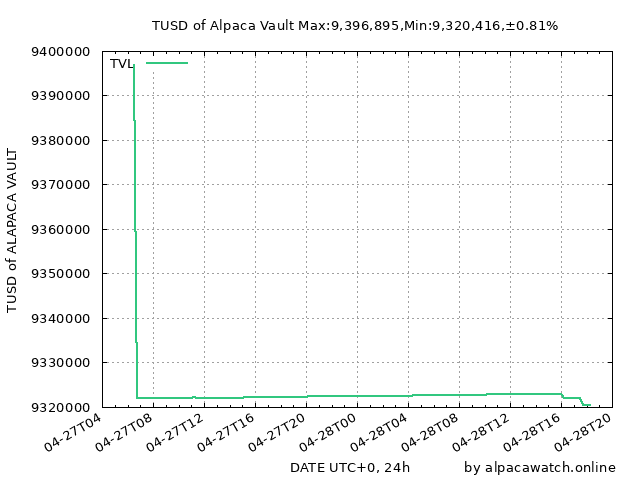 TUSD of Alpaca Vault Max:9,396,895,Min:9,320,416,±0.81%
TVL
9400000
9390000
9380000
9370000
9360000
9350000
9340000
9330000
9320000
TUSD of ALAPACA VAULT
04-27T04
04-27T08
04-27T12
04-27T16
04-27T20
04-28T00
04-28T04
04-28T08
04-28T12
04-28T16
04-28T20
DATE UTC+0, 24h
by alpacawatch.online